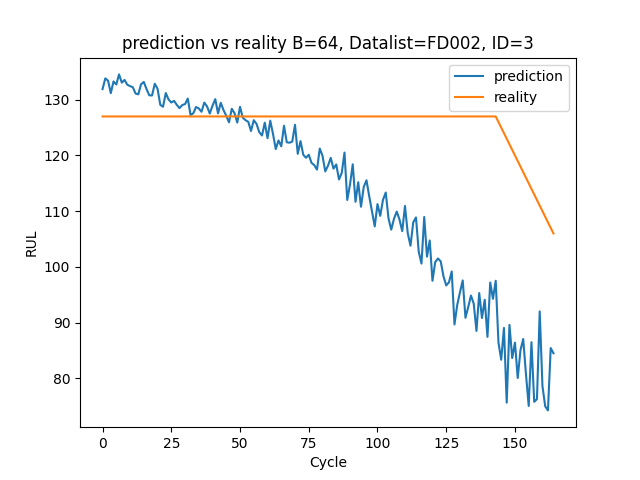 prediction vs reality B=64, Datalist=FD002, ID=3
prediction
reality
RUL
130
120
110
100
90
80
0 25 50 75 100 125 150
Cycle